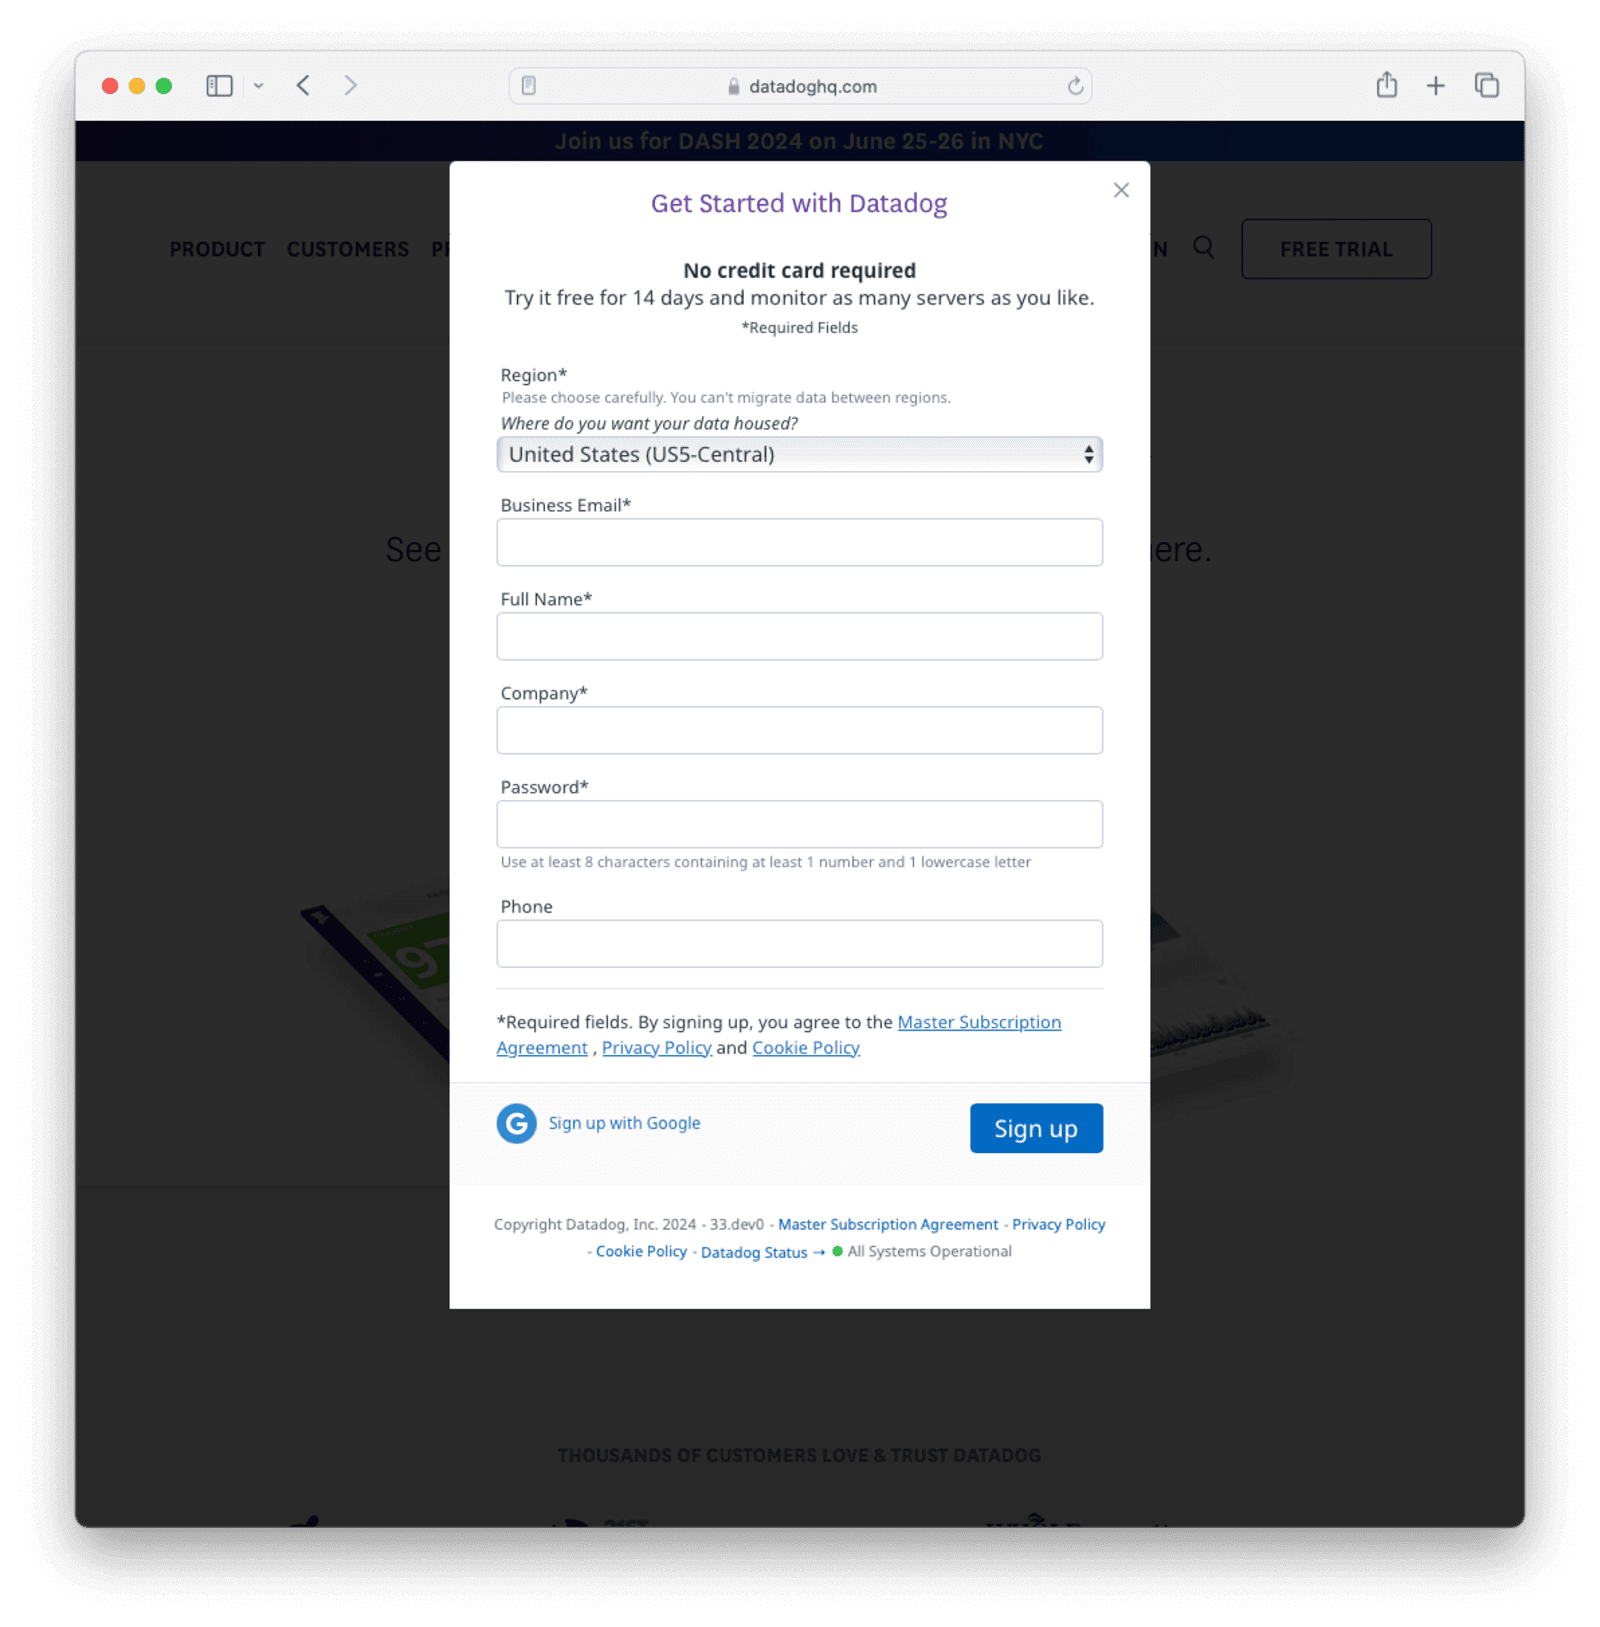 datadoghq.com
Join us for DASH 2024 on June 25-26 in NYC
PRODUCT CUSTOMERS
FREE TRIAL
Get Started with Datadog
No credit card required
Try it free for 14 days and monitor as many servers as you like.
*Required Fields
Region*
Please choose carefully. You can't migrate data between regions.
Where do you want your data housed?
United States (US5-Central)
Business Email*
See
Full Name*
Company*
Password*
Use at least 8 characters containing at least 1 number and 1 lowercase letter
Phone
97
*Required fields. By signing up, you agree to the Master Subscription
Agreement , Privacy Policy and Cookie Policy
G Sign up with Google
Sign up
Copyright Datadog, Inc. 2024 - 33.dev0 - Master Subscription Agreement - Privacy Policy
- Cookie Policy - Datadog Status → All Systems Operational
THOUSANDS OF CUSTOMERS LOVE & TRUST DATADOG